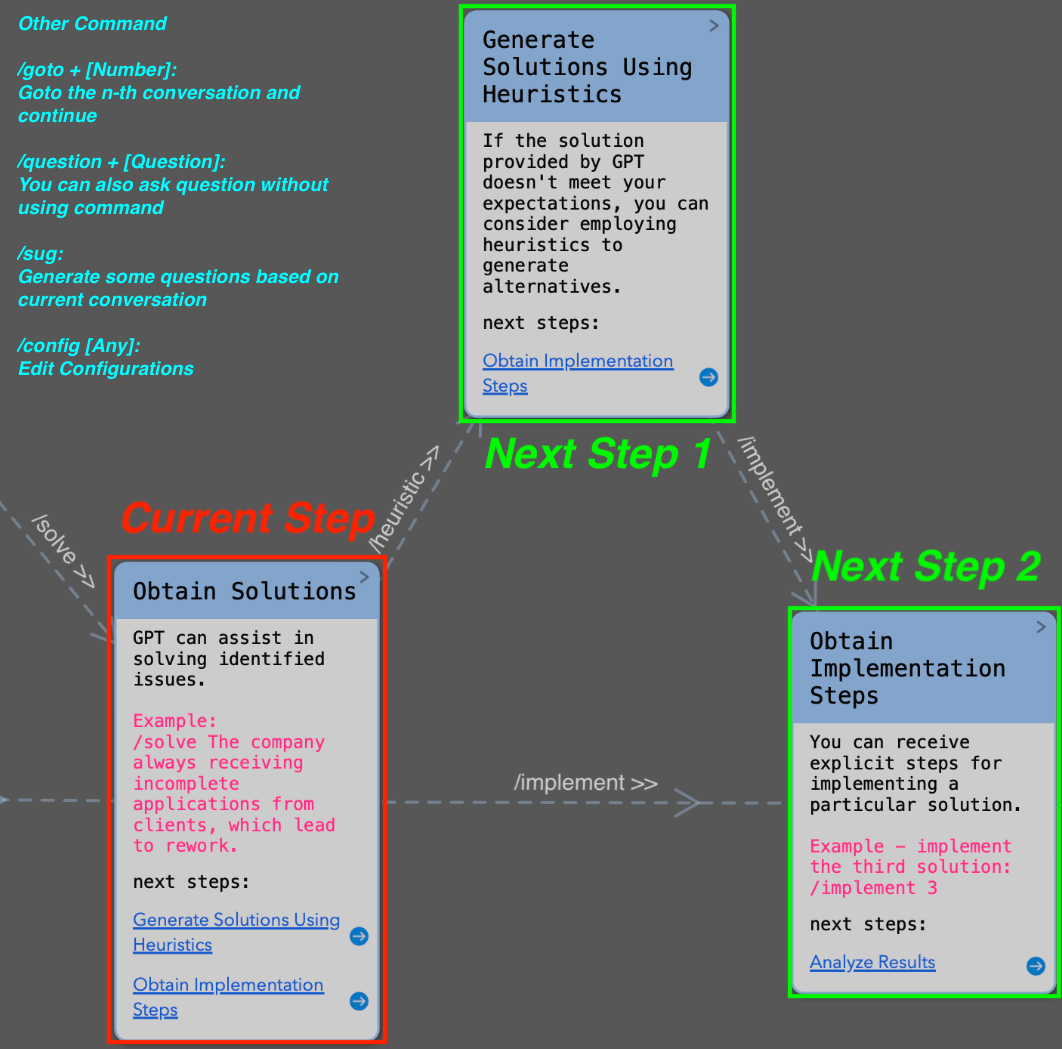 Other Command
/goto + [Number]:
Goto the n-th conversation and
continue
/question + [Question]:
You can also ask question without
using command
/sug:
Generate some questions based on
current conversation
/config [Any]:
Edit Configurations
>
Generate
Solutions Using
Heuristics
If the solution
provided by GPT
doesn't meet your
expectations, you can
consider employing
heuristics to
generate
alternatives.
next steps:
Obtain Implementation
Steps
Next Step 1
/solve >>
Current Step
/heuristic >>
/implement >>
Next Step 2
>
Obtain Solutions
GPT can assist in
solving identified
issues.
Example:
/solve The company
always receiving
incomplete
applications from
clients, which lead
to rework.
next steps:
Generate Solutions Using
Heuristics
Obtain Implementation
Steps
/implement >>
>
Obtain
Implementation
Steps
You can receive
explicit steps for
implementing a
particular solution.
Example – implement
the third solution:
/implement 3
next steps:
Analyze Results